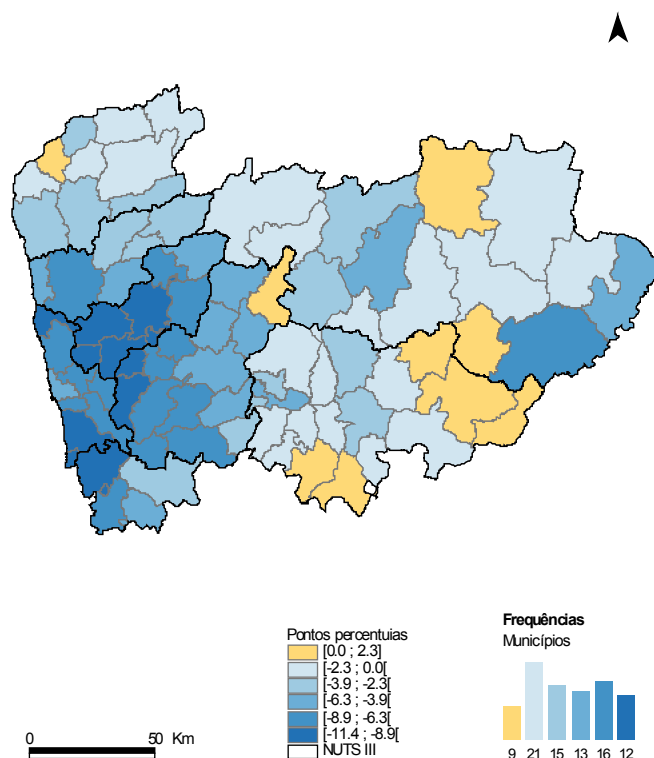 Pontos percentuias
[0.0 ; 2.3]
[-2.3 ; 0.0[
[-3.9 ; -2.3[
[-6.3 ; -3.9[
[-8.9 ; -6.3[
[-11.4 ; -8.9[
NUTS III
Frequências
Municípios
9 21 15 13 16 12
0 50 Km